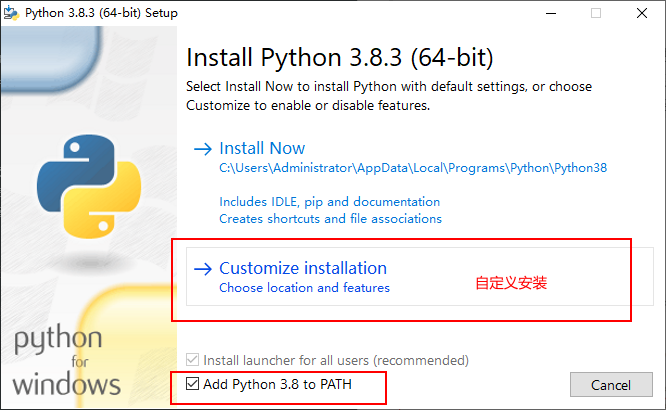 Python 3.8.3 (64-bit) Setup
Install Python 3.8.3 (64-bit)
Select Install Now to install Python with default settings, or choose
Customize to enable or disable features.
Install Now
C:\Users\Administrator\AppData\Local\Programs\Python\Python38
Includes IDLE, pip and documentation
Creates shortcuts and file associations
Customize installation
Choose location and features
自定义安装
Install launcher for all users (recommended)
Add Python 3.8 to PATH
Cancel
python
for
windows